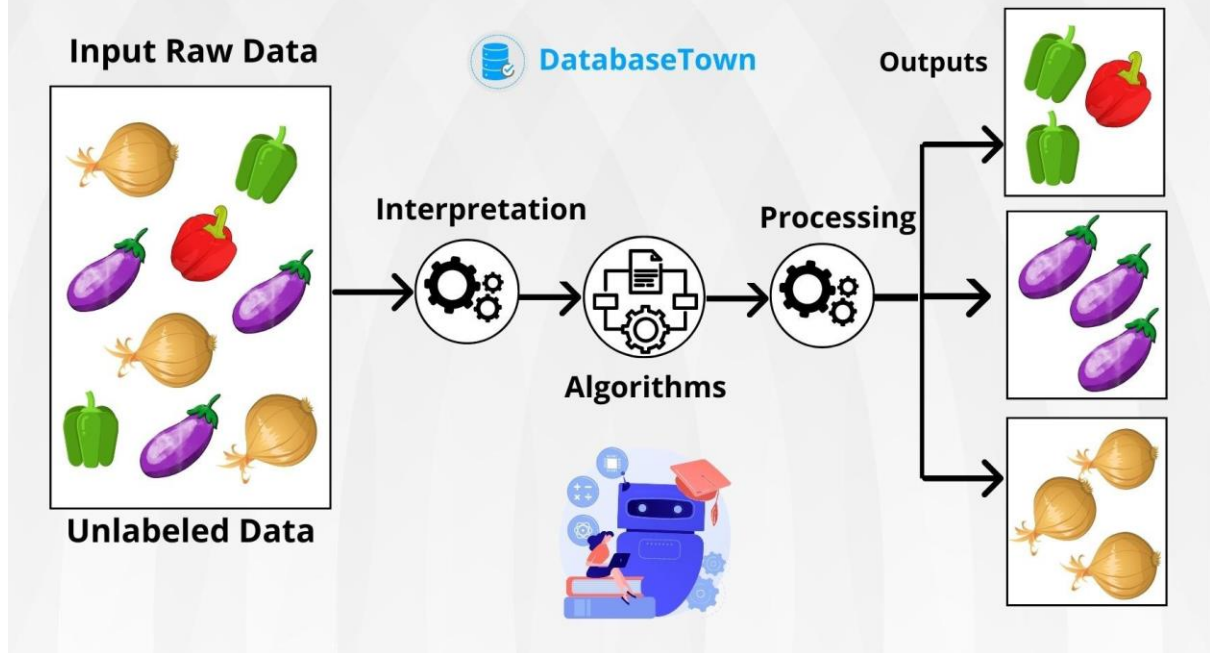 Input Raw Data
DatabaseTown
Outputs
Interpretation
Processing
Algorithms
Unlabeled Data